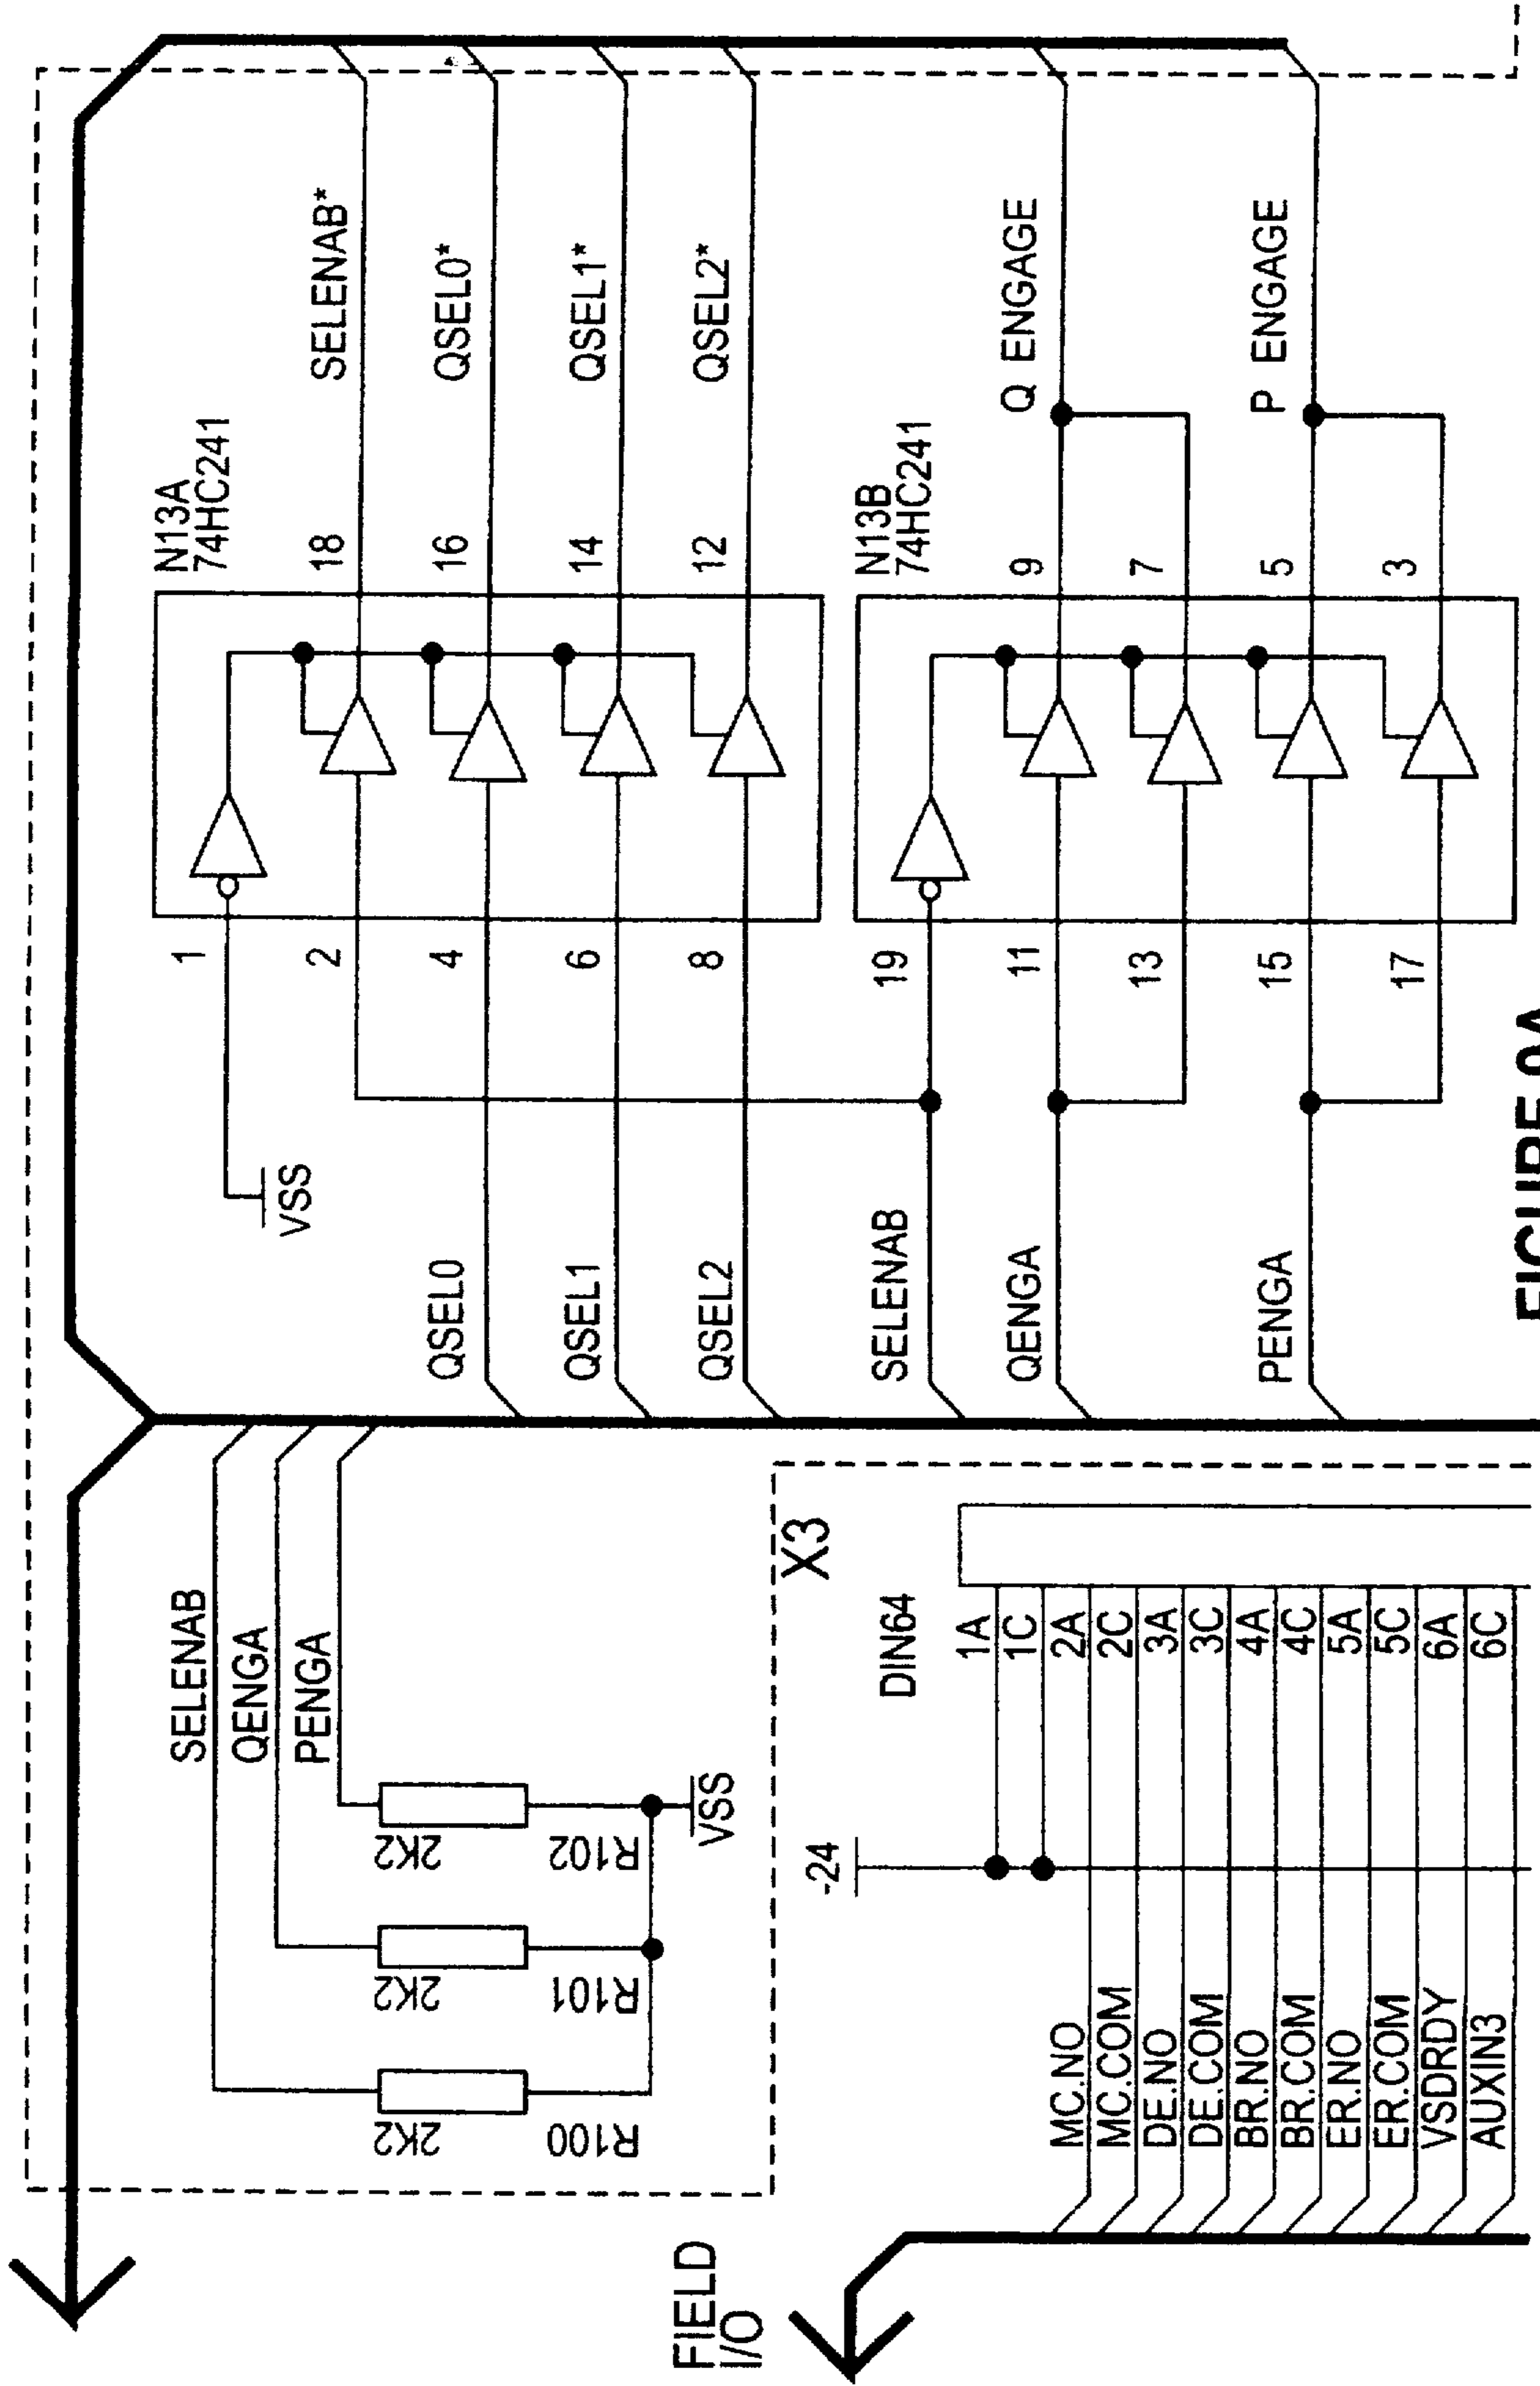 SELENAB
QENGA
PENGA
2K2
2K2
2K2
R100
R101
R102
VSS
FIELD
I/O
-24
DIN64
X3
MC.NO
MC.COM
DE.NO
DE.COM
BR.NO
BR.COM
ER.NO
ER.COM
VSDRDY
AUXIN3
1A
1C
2A
2C
3A
3C
4A
4C
5A
5C
6A
6C
VSS
QSEL0
QSEL1
QSEL2
SELENAB
QENGA
PENGA
N13A
74HC241
1
2
4
6
8
18
16
14
12
SELENAB*
QSEL0*
QSEL1*
QSEL2*
N13B
74HC241
19
11
13
15
17
9
7
5
3
Q ENGAGE
P ENGAGE
FIGURE 9A